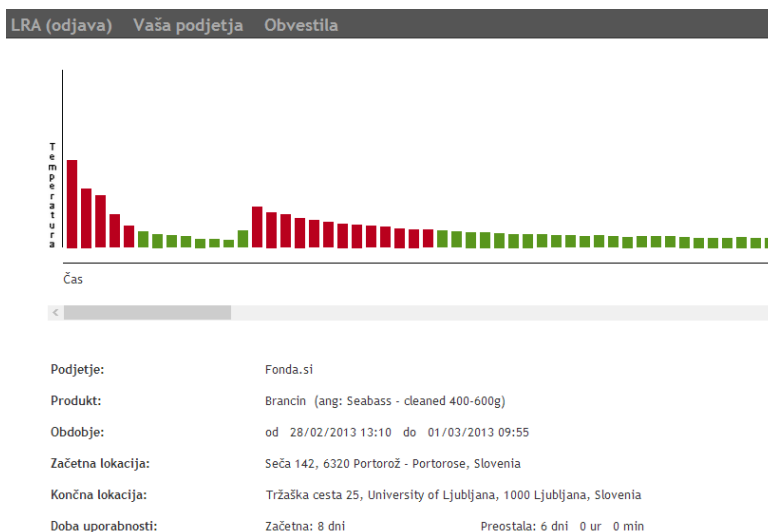 LRA (odjava) Vaša podjetja Obvestila
Temperatura
Čas
Podjetje: Fonda.si
Produkt: Brancin (ang: Seabass - cleaned 400-600g)
Obdobje: od 28/02/2013 13:10 do 01/03/2013 09:55
Začetna lokacija: Seča 142, 6320 Portorož - Portorose, Slovenia
Končna lokacija: Tržaška cesta 25, University of Ljubljana, 1000 Ljubljana, Slovenia
Doba uporabnosti: Začetna: 8 dni Preostala: 6 dni 0 ur 0 min